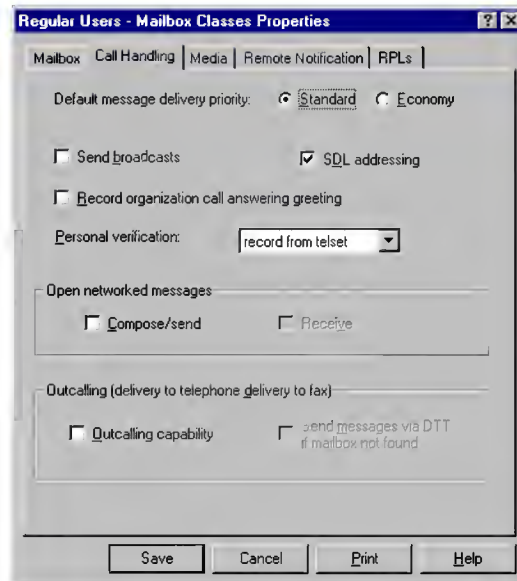 Regular Users - Mailbox Classes Properties ? X
Mailbox Call Handling Media Remote Notification RPLs
Default message delivery priority: Standard Economy
Send broadcasts SDL addressing
Record organization call answering greeting
Personal verification: record from telset
Open networked messages
Compose/send Receive
Outcalling (delivery to telephone delivery to fax)
Outcalling capability send messages via DTT
if mailbox not found
Save Cancel Print Help